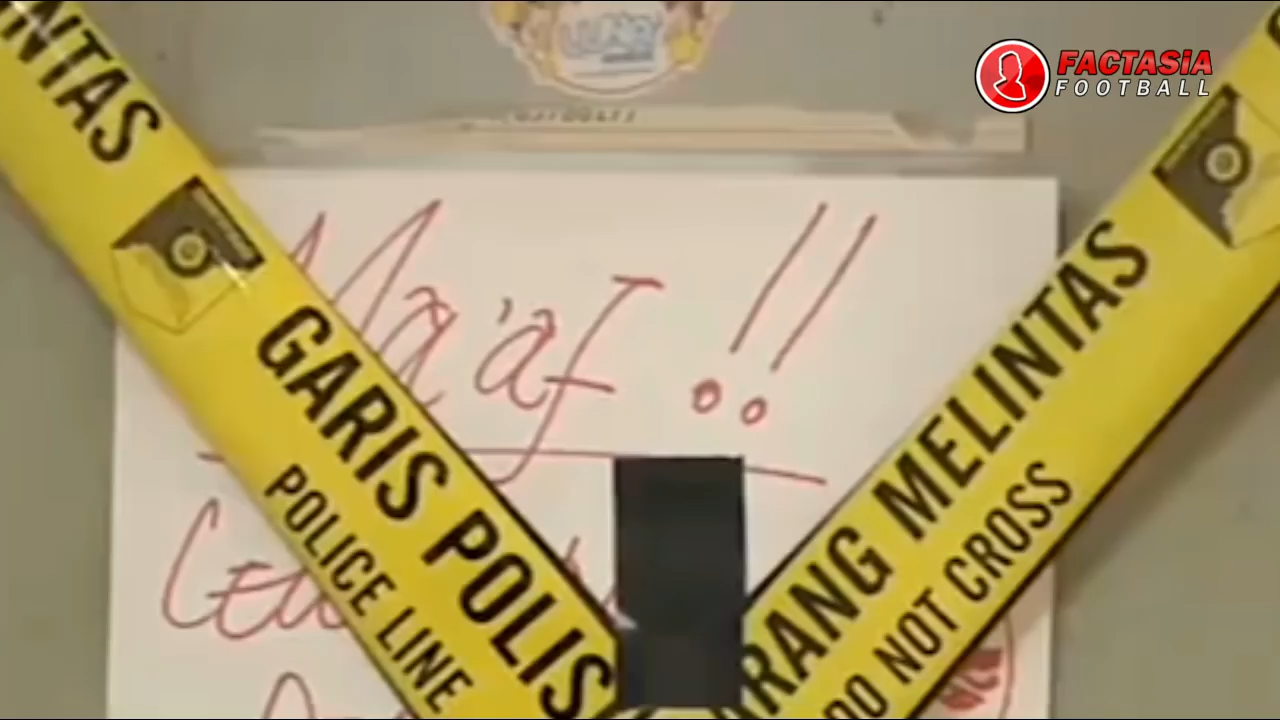 FACTASIA
FOOTBALL
Ma'af !!
GARIS POLIS
POLICE LINE
RANG MELINTAS
DO NOT CROSS
NTAS